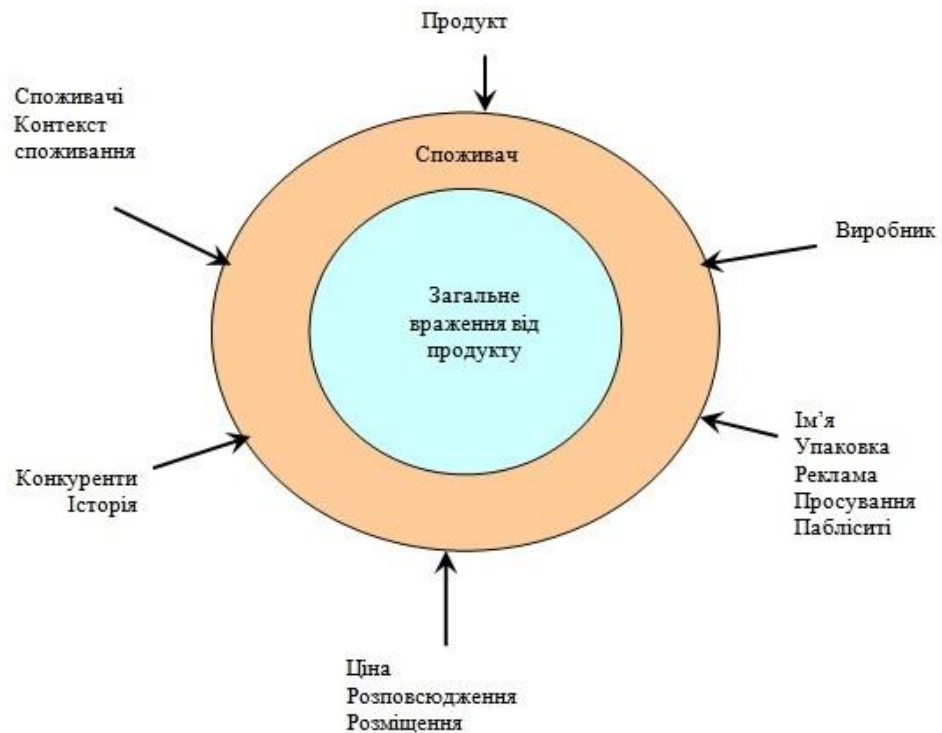 Продукт
Споживачі
Контекст
споживання
Споживач
Виробник
Загальне
враження від
продукту
Ім’я
Упаковка
Реклама
Просування
Пабліситі
Конкуренти
Історія
Ціна
Розповсюдження
Розміщення